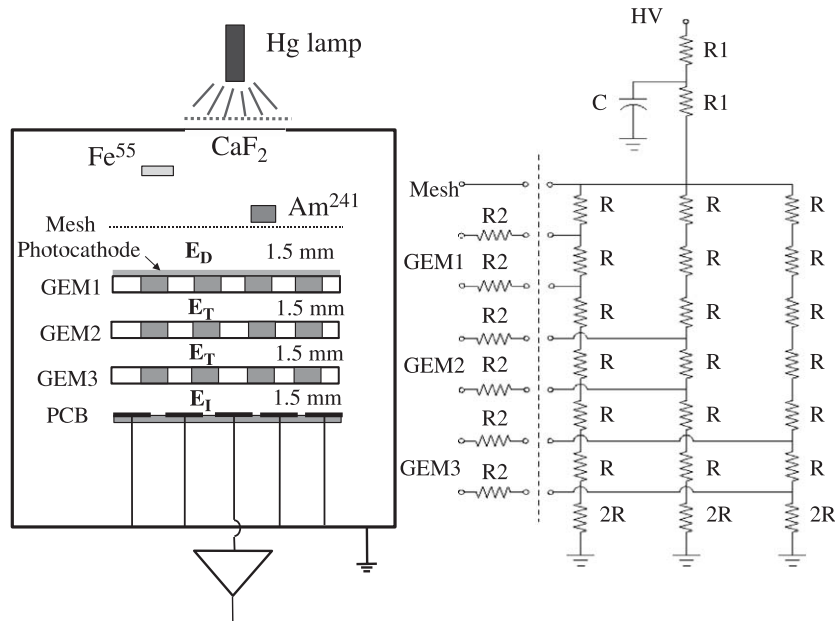 Hg lamp
CaF2
Fe55
Am241
Mesh
Photocathode
ED
1.5 mm
GEM1
ET
1.5 mm
GEM2
ET
1.5 mm
GEM3
EI
1.5 mm
PCB
HV
R1
C
R1
Mesh
R R R
R2
GEM1
R R R
R2
R R R
R2
GEM2
R R R
R2
R R R
R2
GEM3
R R R
R2
2R 2R 2R